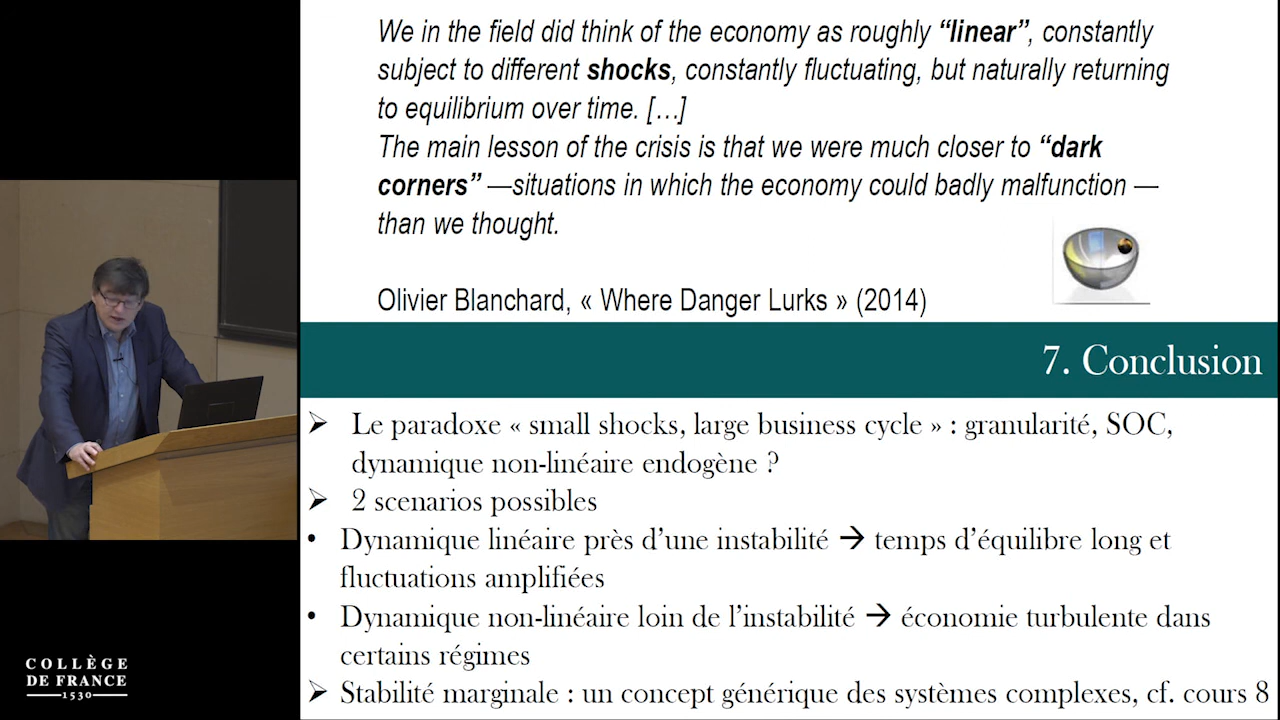 We in the field did think of the economy as roughly “linear”, constantly
subject to different shocks, constantly fluctuating, but naturally returning
to equilibrium over time. […]
The main lesson of the crisis is that we were much closer to “dark
corners” —situations in which the economy could badly malfunction —
than we thought.
Olivier Blanchard, « Where Danger Lurks » (2014)
7. Conclusion
➢ Le paradoxe « small shocks, large business cycle » : granularité, SOC,
dynamique non-linéaire endogène ?
➢ 2 scenarios possibles
• Dynamique linéaire près d’une instabilité → temps d’équilibre long et
fluctuations amplifiées
• Dynamique non-linéaire loin de l’instabilité → économie turbulente dans
certains régimes
➢ Stabilité marginale : un concept générique des systèmes complexes, cf. cours 8
COLLÈGE
DE FRANCE
1530